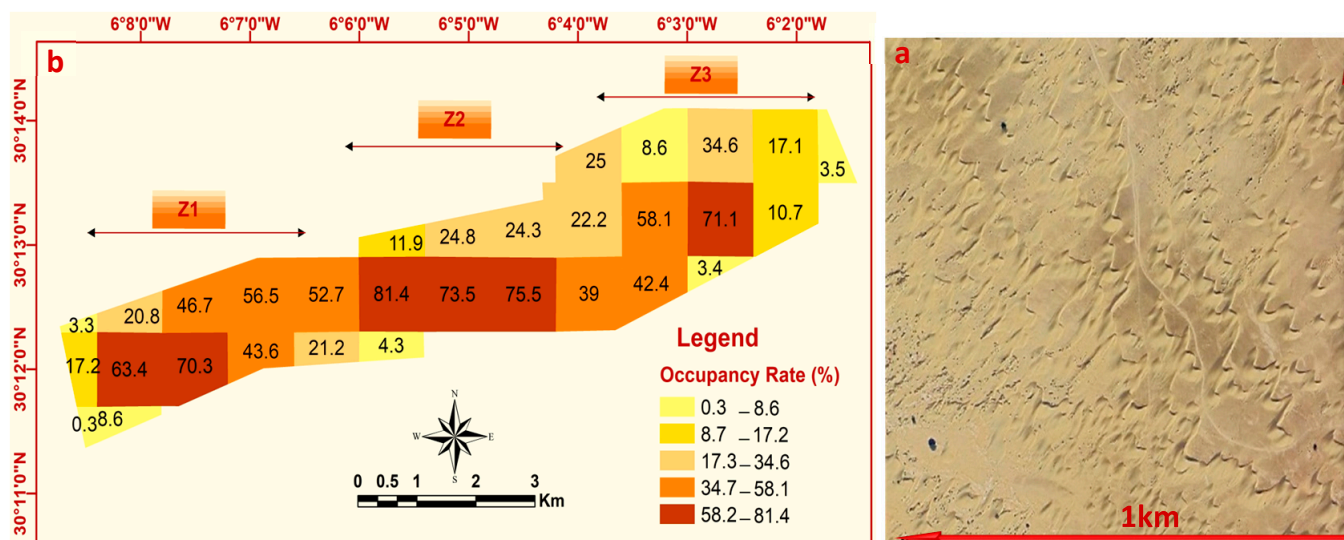 6°8'0"W 6°7'0"W 6°6'0"W 6°5'0"W 6°4'0"W 6°3'0"W 6°2'0"W
b
a
Z3
Z2
Z1
30°14'0"N
30°13'0"N
30°12'0"N
30°11'0"N
25 8.6 34.6 17.1 3.5
11.9 24.8 24.3 22.2 58.1 71.1 10.7
3.3 20.8 46.7 56.5 52.7 81.4 73.5 75.5 39 42.4 3.4
17.2 63.4 70.3 43.6 21.2 4.3
0.3 8.6
Legend
Occupancy Rate (%)
0.3 – 8.6
8.7 – 17.2
17.3 – 34.6
34.7 – 58.1
58.2 – 81.4
N
W E
S
0 0.5 1 2 3
Km
1km